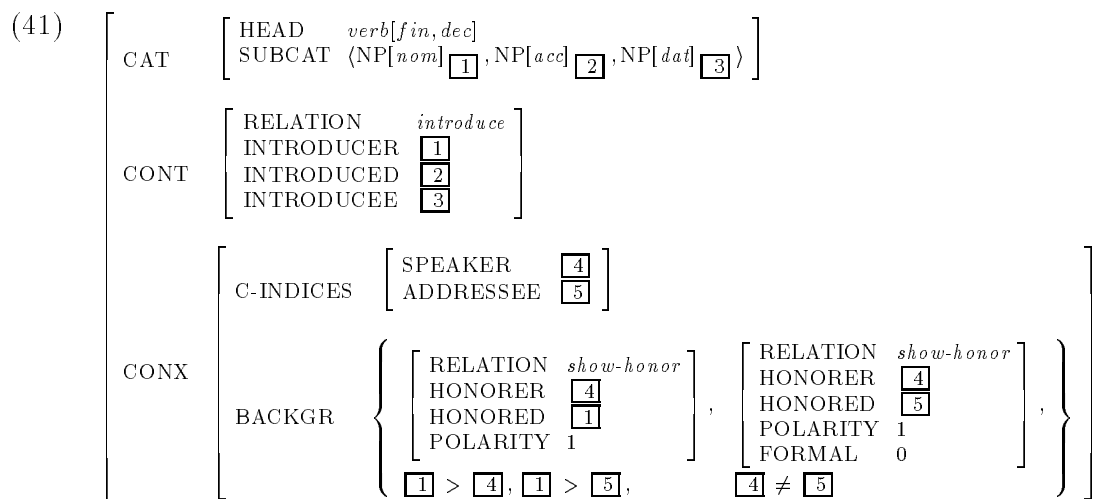 (41)
CAT
HEAD verb[fin, dec]
SUBCAT ⟨NP[nom] 1 , NP[acc] 2 , NP[dat] 3 ⟩
CONT
RELATION introduce
INTRODUCER 1
INTRODUCED 2
INTRODUCEE 3
CONX
C-INDICES
SPEAKER 4
ADDRESSEE 5
BACKGR
{
RELATION show-honor
HONORER 4
HONORED 1
POLARITY 1
,
RELATION show-honor
HONORER 4
HONORED 5
POLARITY 1
FORMAL 0
,
1 > 4 , 1 > 5 , 4 ≠ 5
}